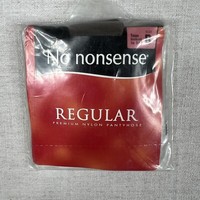 No nonsense
REGULAR
PREMIUM NYLON PANTYHOSE